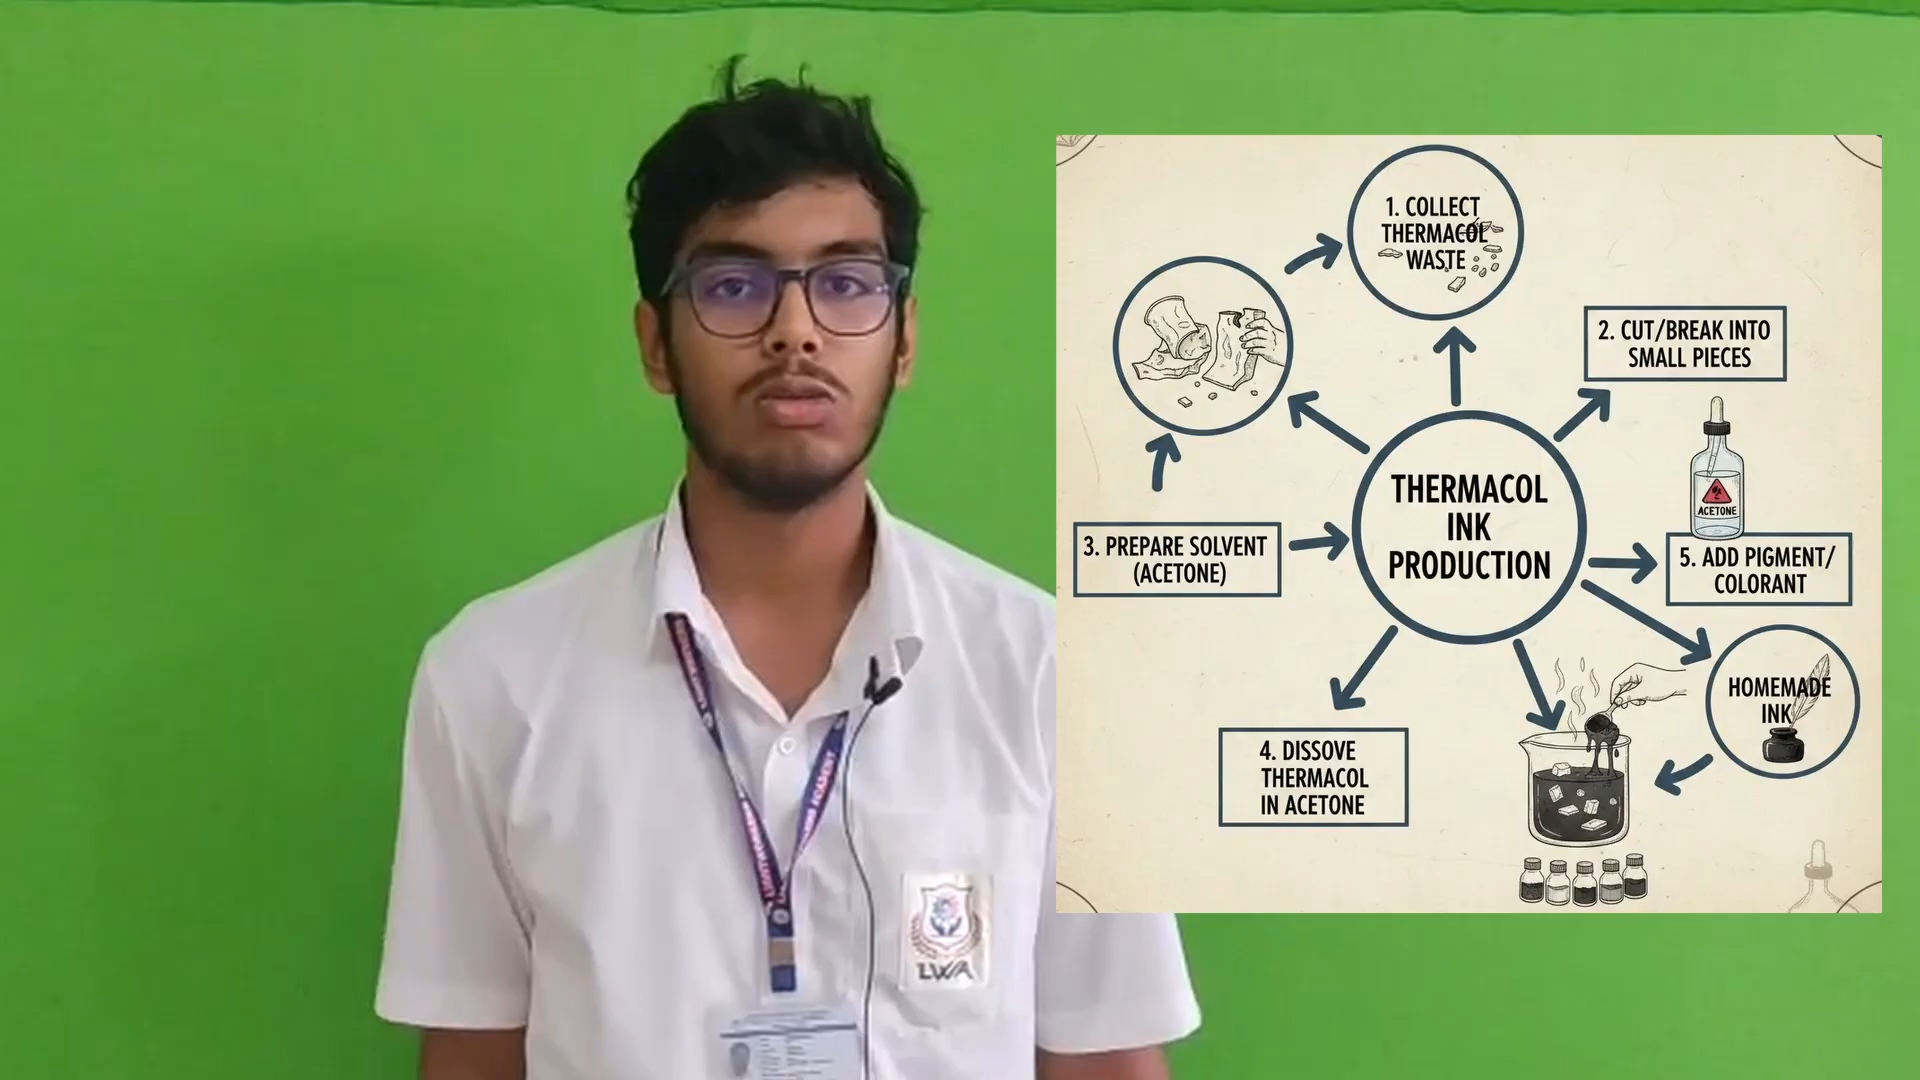 1. COLLECT
THERMACOL
WASTE
2. CUT/BREAK INTO
SMALL PIECES
ACETONE
THERMACOL
INK
PRODUCTION
3. PREPARE SOLVENT
(ACETONE)
5. ADD PIGMENT/
COLORANT
HOMEMADE
INK
4. DISSOVE
THERMACOL
IN ACETONE
LWA